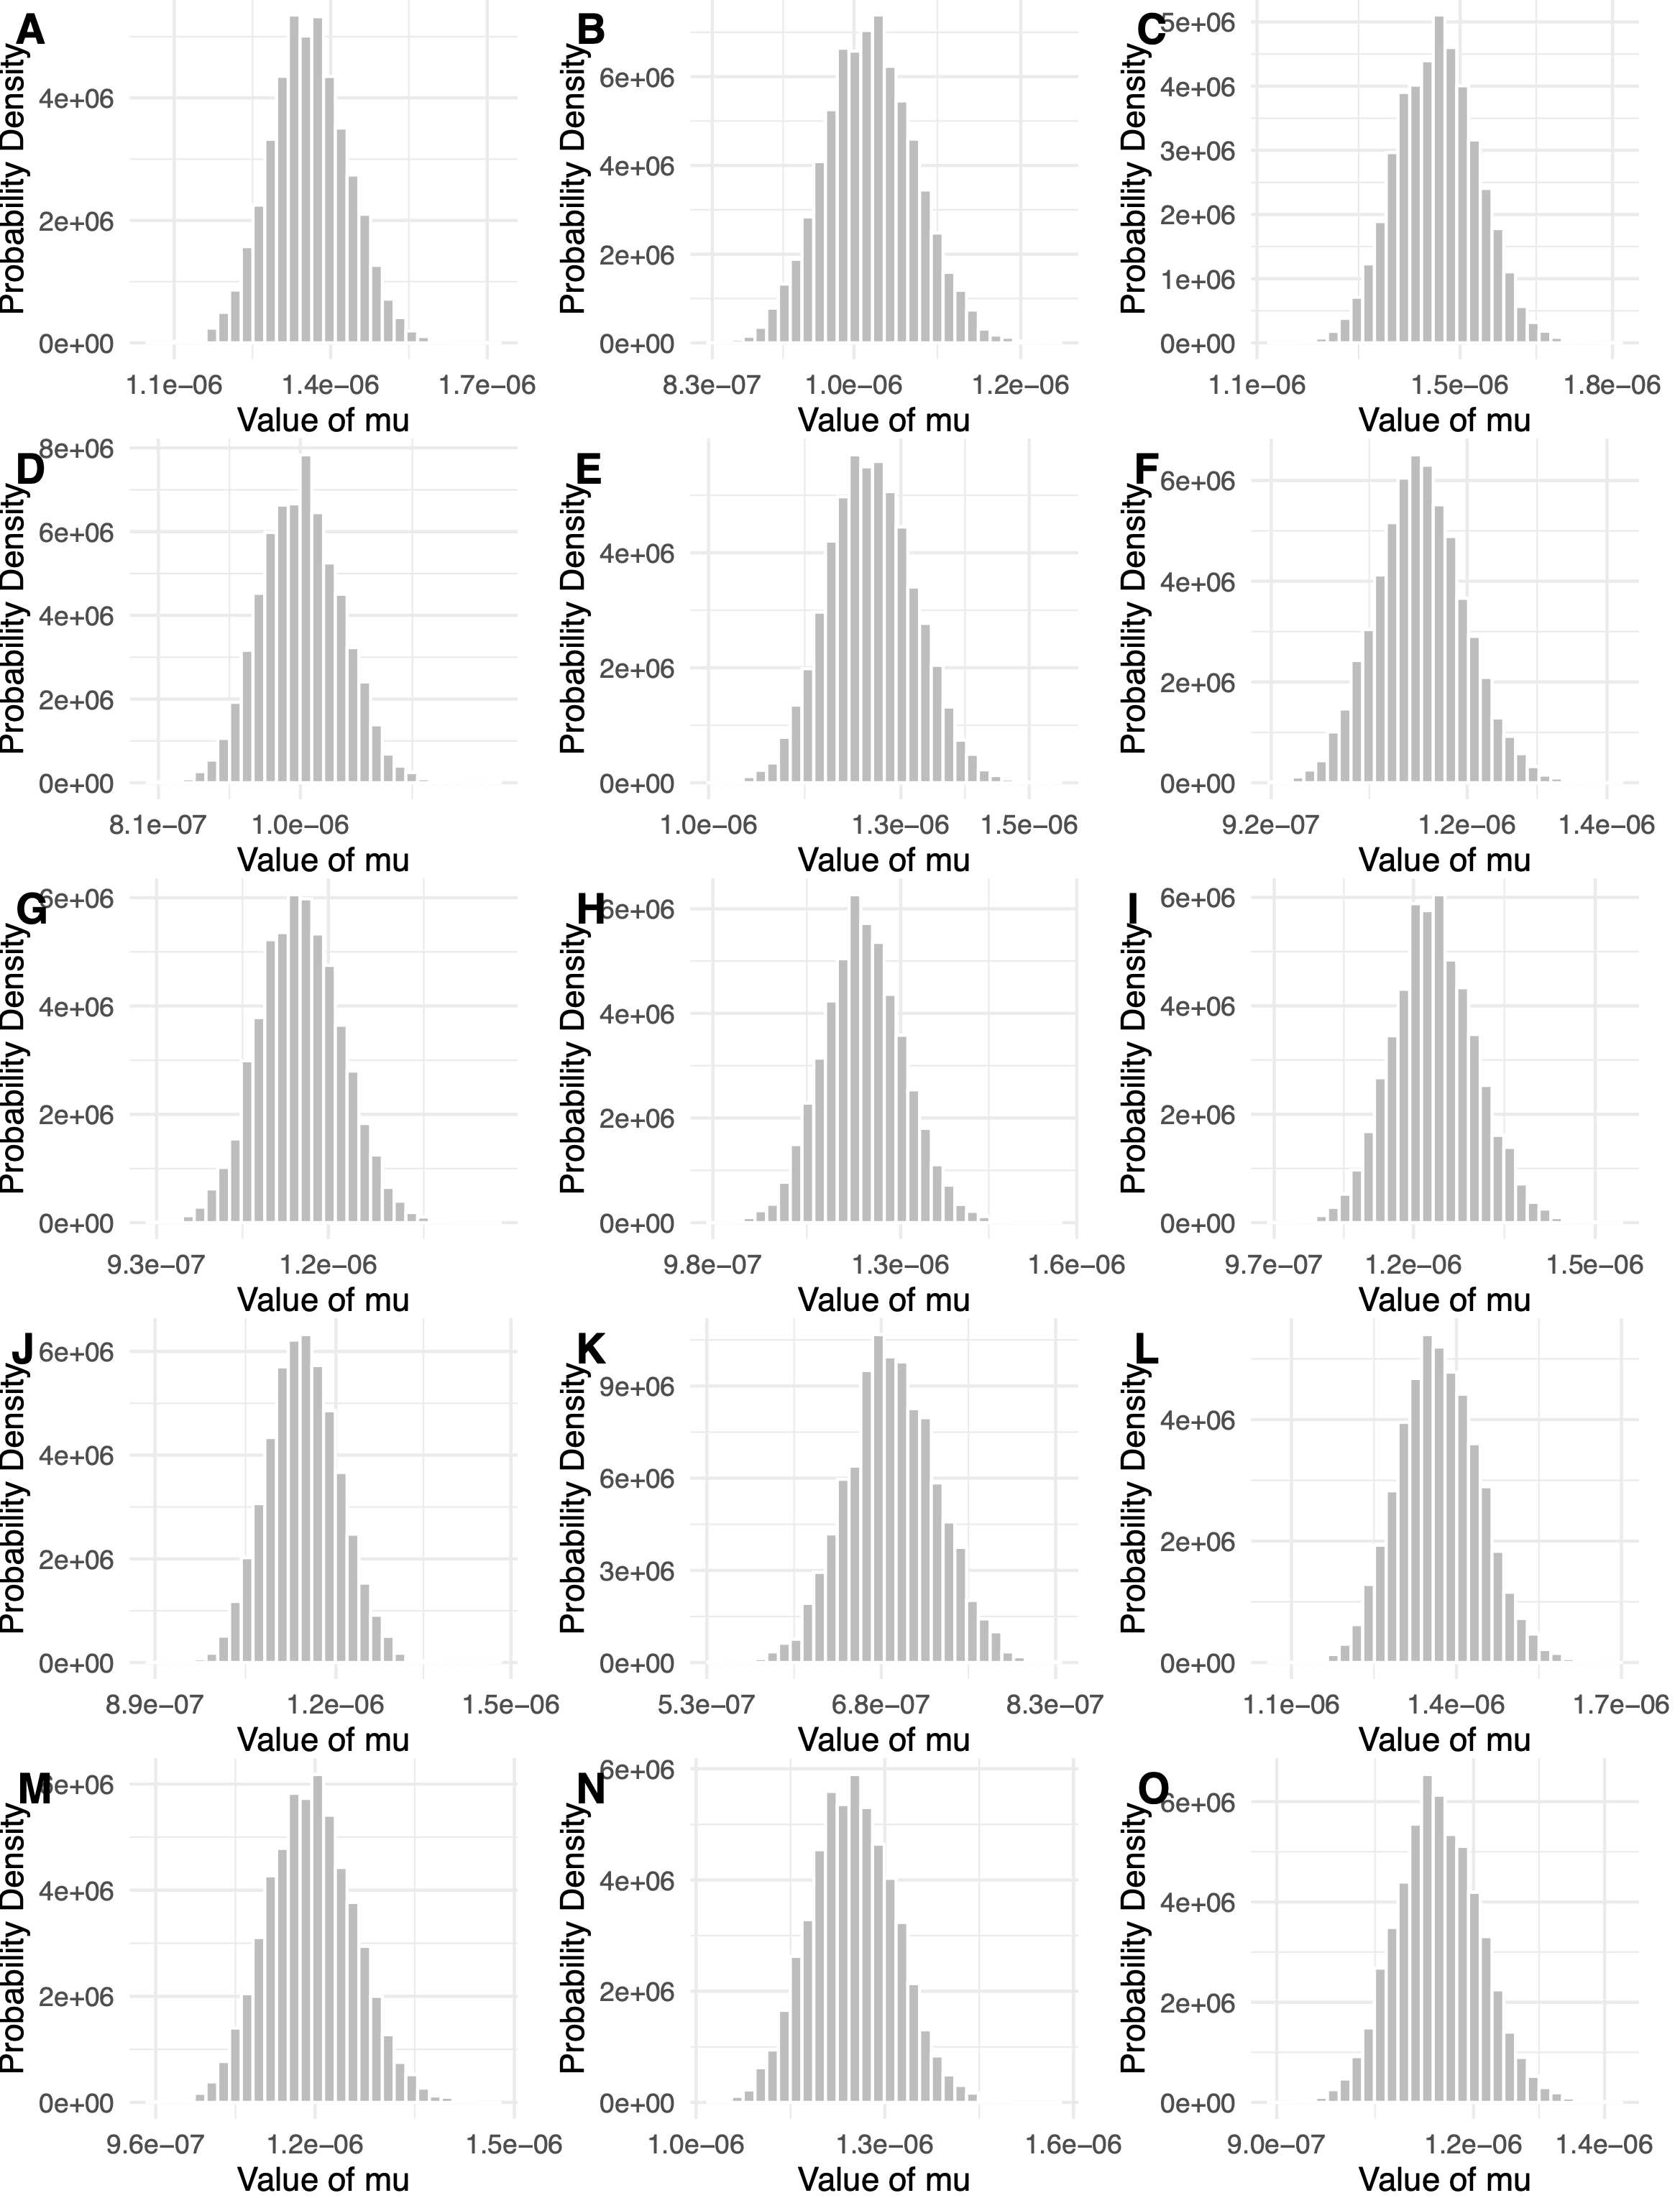 A
B
C
Probability Density
4e+06
2e+06
0e+00
1.1e−06 1.4e−06 1.7e−06
Value of mu
Probability Density
6e+06
4e+06
2e+06
0e+00
8.3e−07 1.0e−06 1.2e−06
Value of mu
Probability Density
5e+06
4e+06
3e+06
2e+06
1e+06
0e+00
1.1e−06 1.5e−06 1.8e−06
Value of mu
D
E
F
Probability Density
8e+06
6e+06
4e+06
2e+06
0e+00
8.1e−07 1.0e−06
Value of mu
Probability Density
4e+06
2e+06
0e+00
1.0e−06 1.3e−06 1.5e−06
Value of mu
Probability Density
6e+06
4e+06
2e+06
0e+00
9.2e−07 1.2e−06 1.4e−06
Value of mu
G
H
I
Probability Density
6e+06
4e+06
2e+06
0e+00
9.3e−07 1.2e−06
Value of mu
Probability Density
6e+06
4e+06
2e+06
0e+00
9.8e−07 1.3e−06 1.6e−06
Value of mu
Probability Density
6e+06
4e+06
2e+06
0e+00
9.7e−07 1.2e−06 1.5e−06
Value of mu
J
K
L
Probability Density
6e+06
4e+06
2e+06
0e+00
8.9e−07 1.2e−06 1.5e−06
Value of mu
Probability Density
9e+06
6e+06
3e+06
0e+00
5.3e−07 6.8e−07 8.3e−07
Value of mu
Probability Density
4e+06
2e+06
0e+00
1.1e−06 1.4e−06 1.7e−06
Value of mu
M
N
O
Probability Density
6e+06
4e+06
2e+06
0e+00
9.6e−07 1.2e−06 1.5e−06
Value of mu
Probability Density
6e+06
4e+06
2e+06
0e+00
1.0e−06 1.3e−06 1.6e−06
Value of mu
Probability Density
6e+06
4e+06
2e+06
0e+00
9.0e−07 1.2e−06 1.4e−06
Value of mu